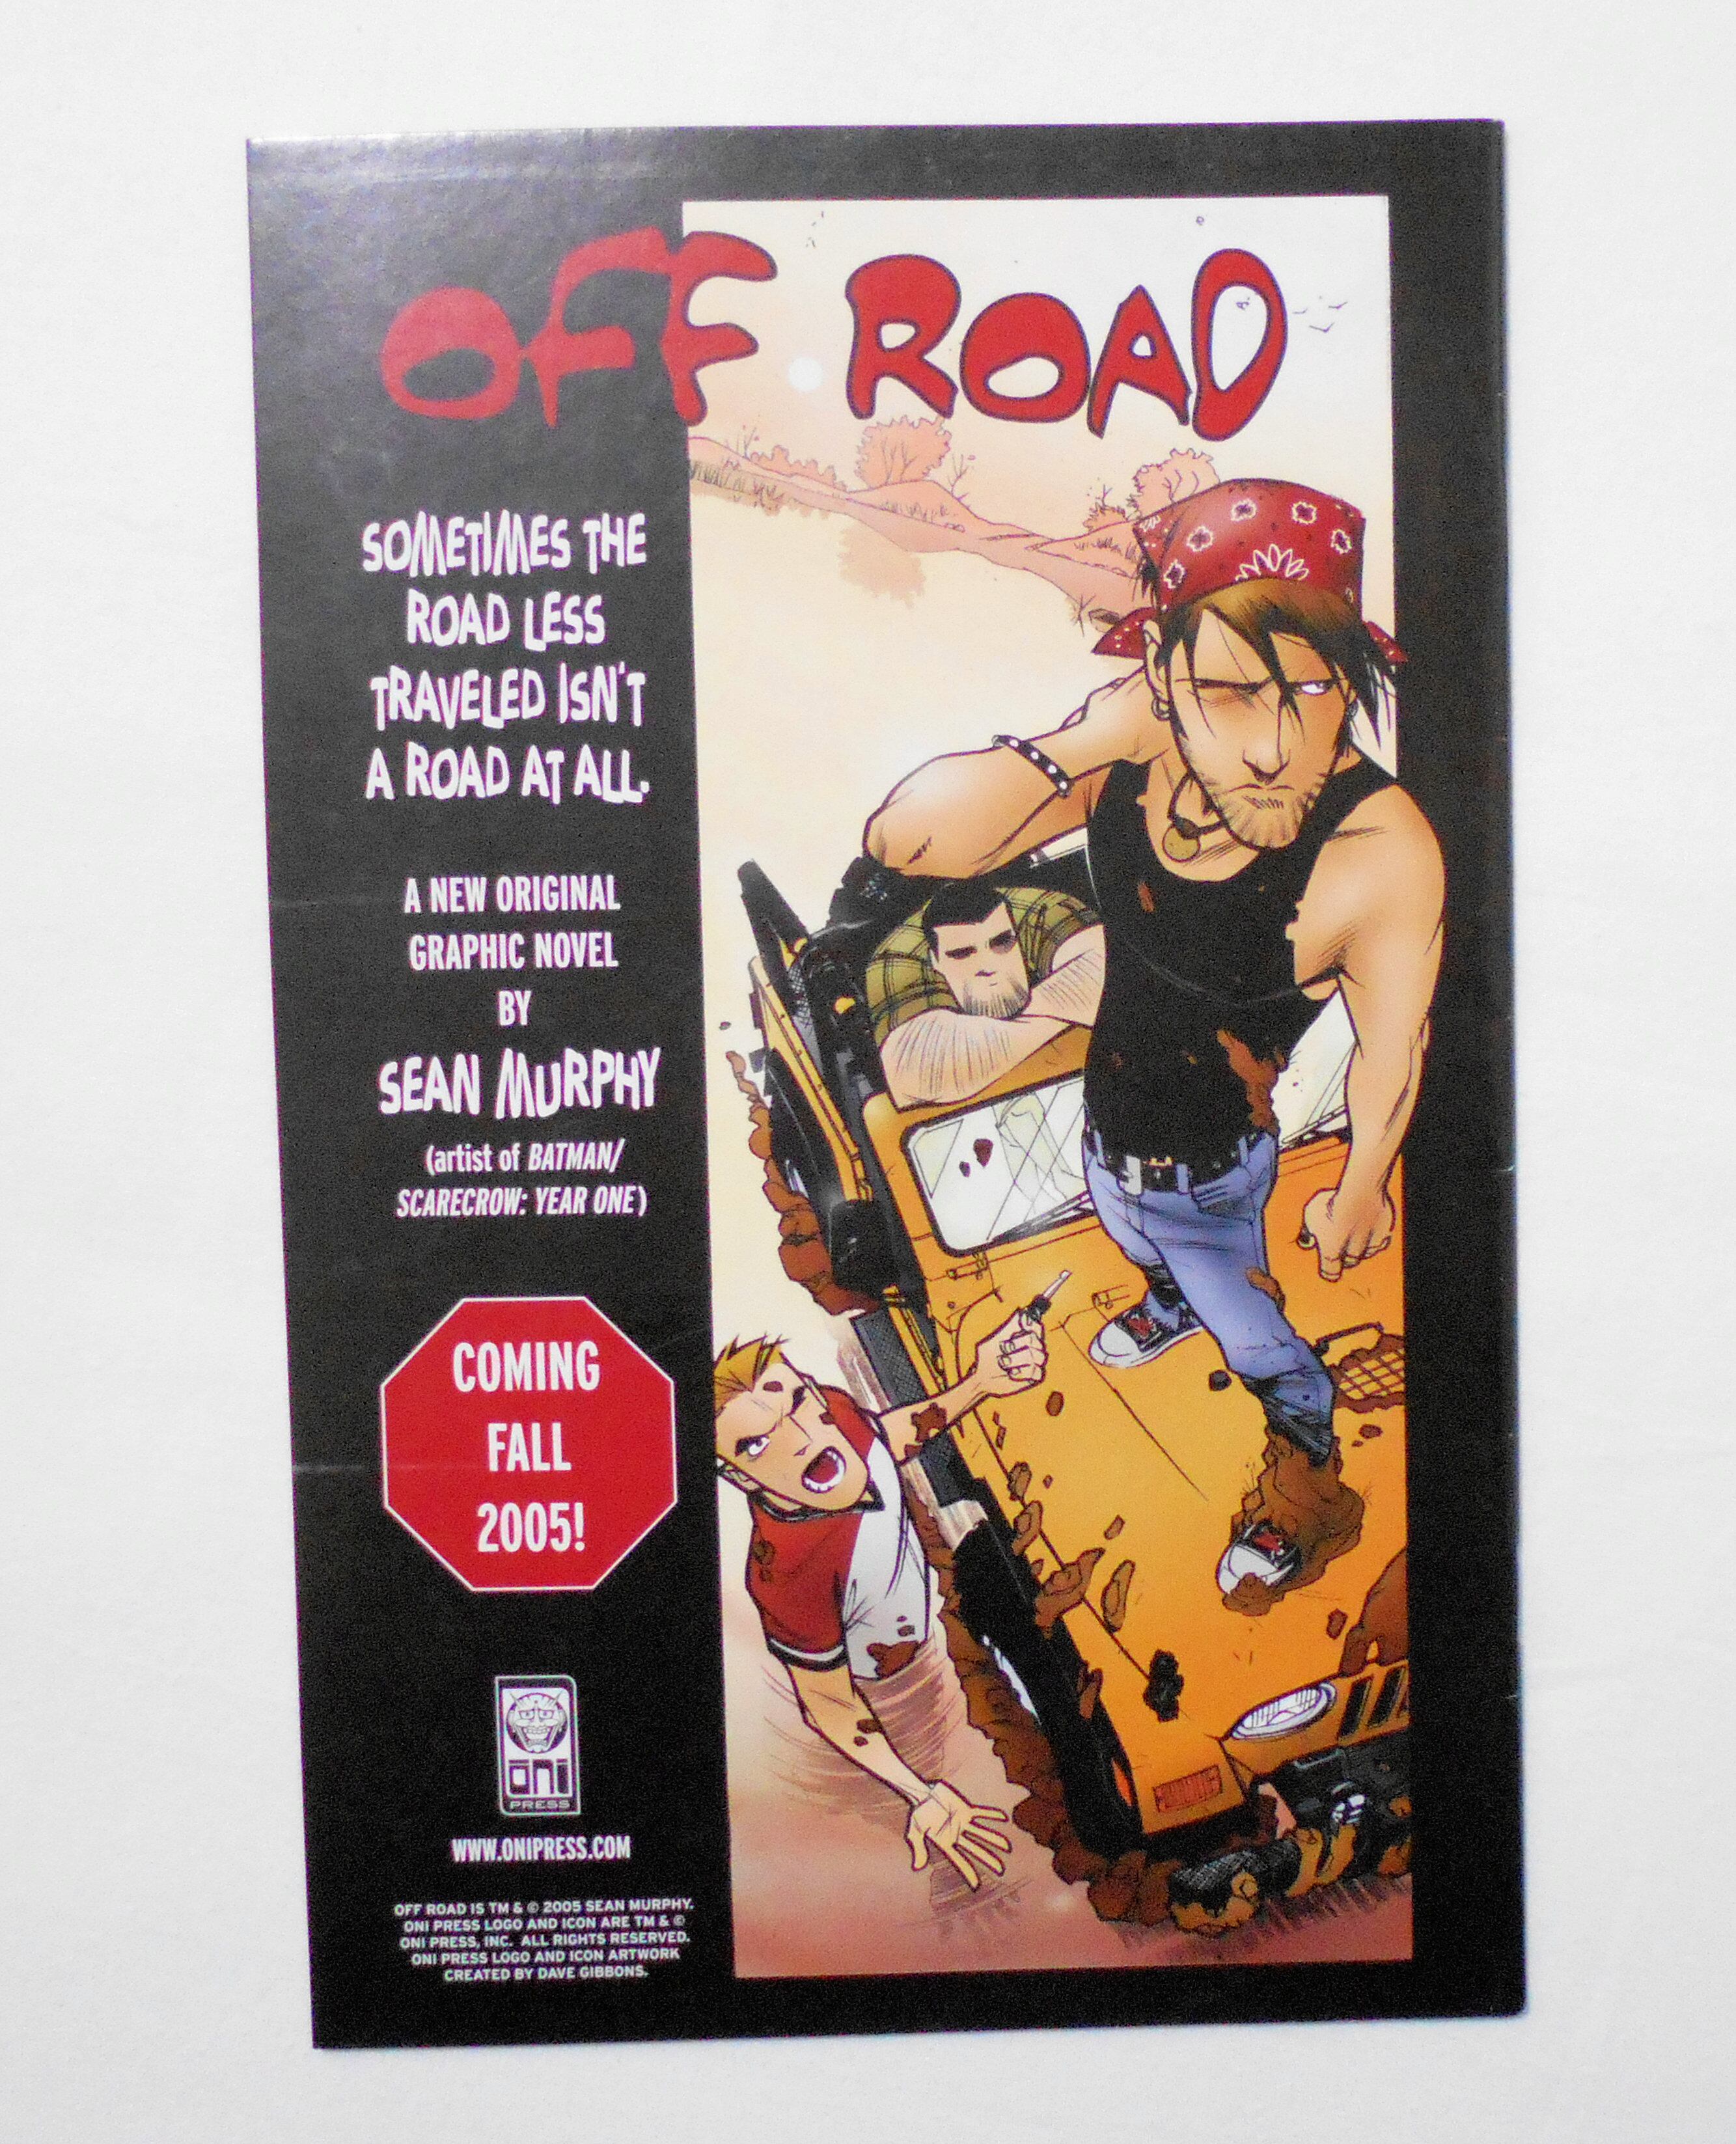 OFF ROAD
SOMETIMES THE
ROAD LESS
TRAVELED ISN'T
A ROAD AT ALL.
A NEW ORIGINAL
GRAPHIC NOVEL
BY
SEAN MURPHY
(artist of BATMAN/
SCARECROW: YEAR ONE)
COMING
FALL
2005!
ōni
PRESS
WWW.ONIPRESS.COM
OFF ROAD IS TM & © 2005 SEAN MURPHY.
ONI PRESS LOGO AND ICON ARE TM & ©
ONI PRESS, INC. ALL RIGHTS RESERVED.
ONI PRESS LOGO AND ICON ARTWORK
CREATED BY DAVE GIBBONS.